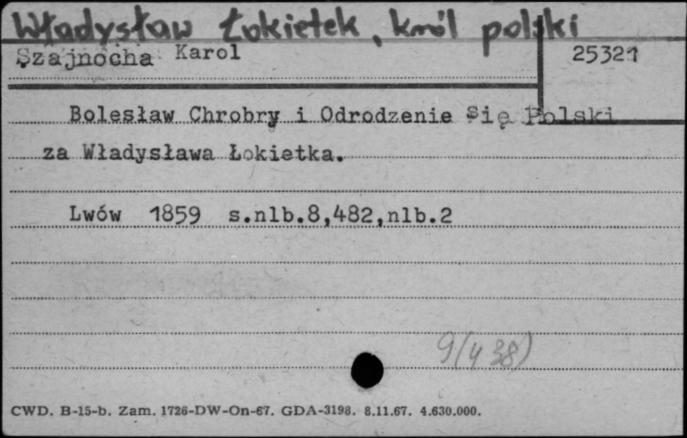 Władysław Łokietek, król polski
Szajnocha Karol 25321
Bolesław Chrobry i Odrodzenie Się Polski
za Władysława Łokietka.
Lwów 1859 s.nlb.8,482,nlb.2
9/(438)
CWD. B-15-b. Zam. 1726-DW-On-67. GDA-3198. 8.11.67. 4.630.000.